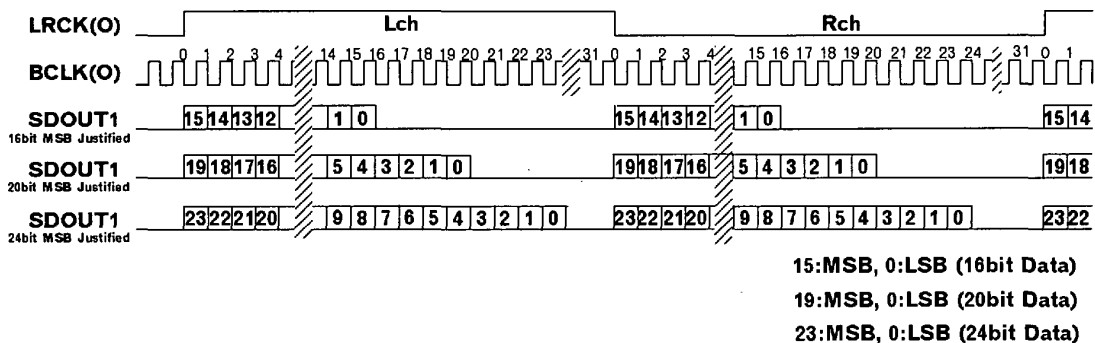 LRCK(O) Lch Rch
0 1 2 3 4 14 15 16 17 18 19 20 21 22 23 31 0 1 2 3 4 15 16 17 18 19 20 21 22 23 24 31 0 1
BCLK(O)
SDOUT1 15 14 13 12 1 0 15 14 13 12 1 0 15 14
16bit MSB Justified
SDOUT1 19 18 17 16 5 4 3 2 1 0 19 18 17 16 5 4 3 2 1 0 19 18
20bit MSB Justified
SDOUT1 23 22 21 20 9 8 7 6 5 4 3 2 1 0 23 22 21 20 9 8 7 6 5 4 3 2 1 0 23 22
24bit MSB Justified
15:MSB, 0:LSB (16bit Data)
19:MSB, 0:LSB (20bit Data)
23:MSB, 0:LSB (24bit Data)